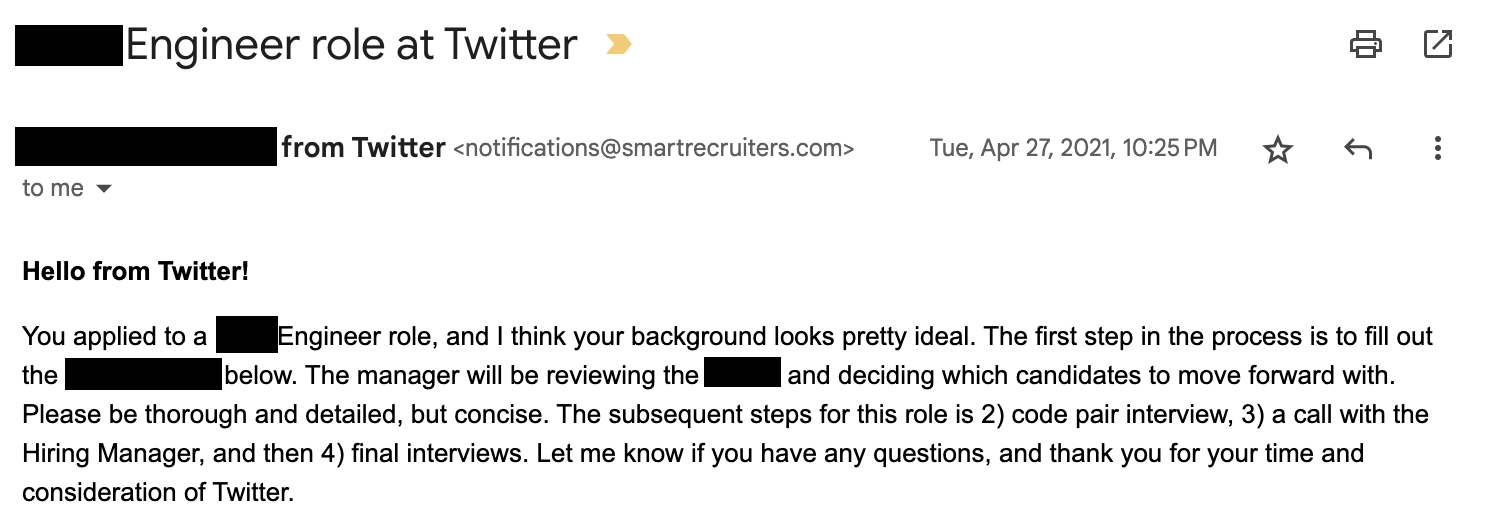 Engineer role at Twitter
from Twitter <notifications@smartrecruiters.com> Tue, Apr 27, 2021, 10:25 PM
to me
Hello from Twitter!
You applied to a Engineer role, and I think your background looks pretty ideal. The first step in the process is to fill out
the below. The manager will be reviewing the and deciding which candidates to move forward with.
Please be thorough and detailed, but concise. The subsequent steps for this role is 2) code pair interview, 3) a call with the
Hiring Manager, and then 4) final interviews. Let me know if you have any questions, and thank you for your time and
consideration of Twitter.